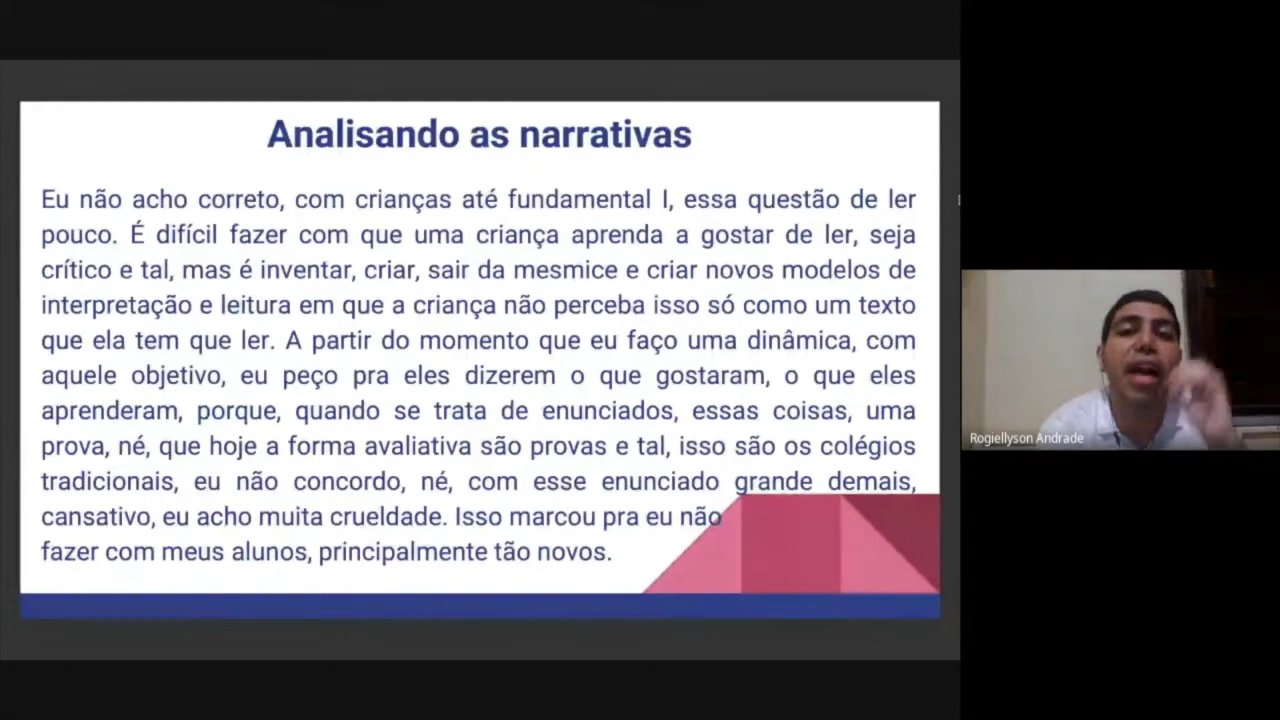 Analisando as narrativas
Eu não acho correto, com crianças até fundamental I, essa questão de ler
pouco. É difícil fazer com que uma criança aprenda a gostar de ler, seja
crítico e tal, mas é inventar, criar, sair da mesmice e criar novos modelos de
interpretação e leitura em que a criança não perceba isso só como um texto
que ela tem que ler. A partir do momento que eu faço uma dinâmica, com
aquele objetivo, eu peço pra eles dizerem o que gostaram, o que eles
aprenderam, porque, quando se trata de enunciados, essas coisas, uma
prova, né, que hoje a forma avaliativa são provas e tal, isso são os colégios
tradicionais, eu não concordo, né, com esse enunciado grande demais,
cansativo, eu acho muita crueldade. Isso marcou pra eu não
fazer com meus alunos, principalmente tão novos.
Rogiellyson Andrade